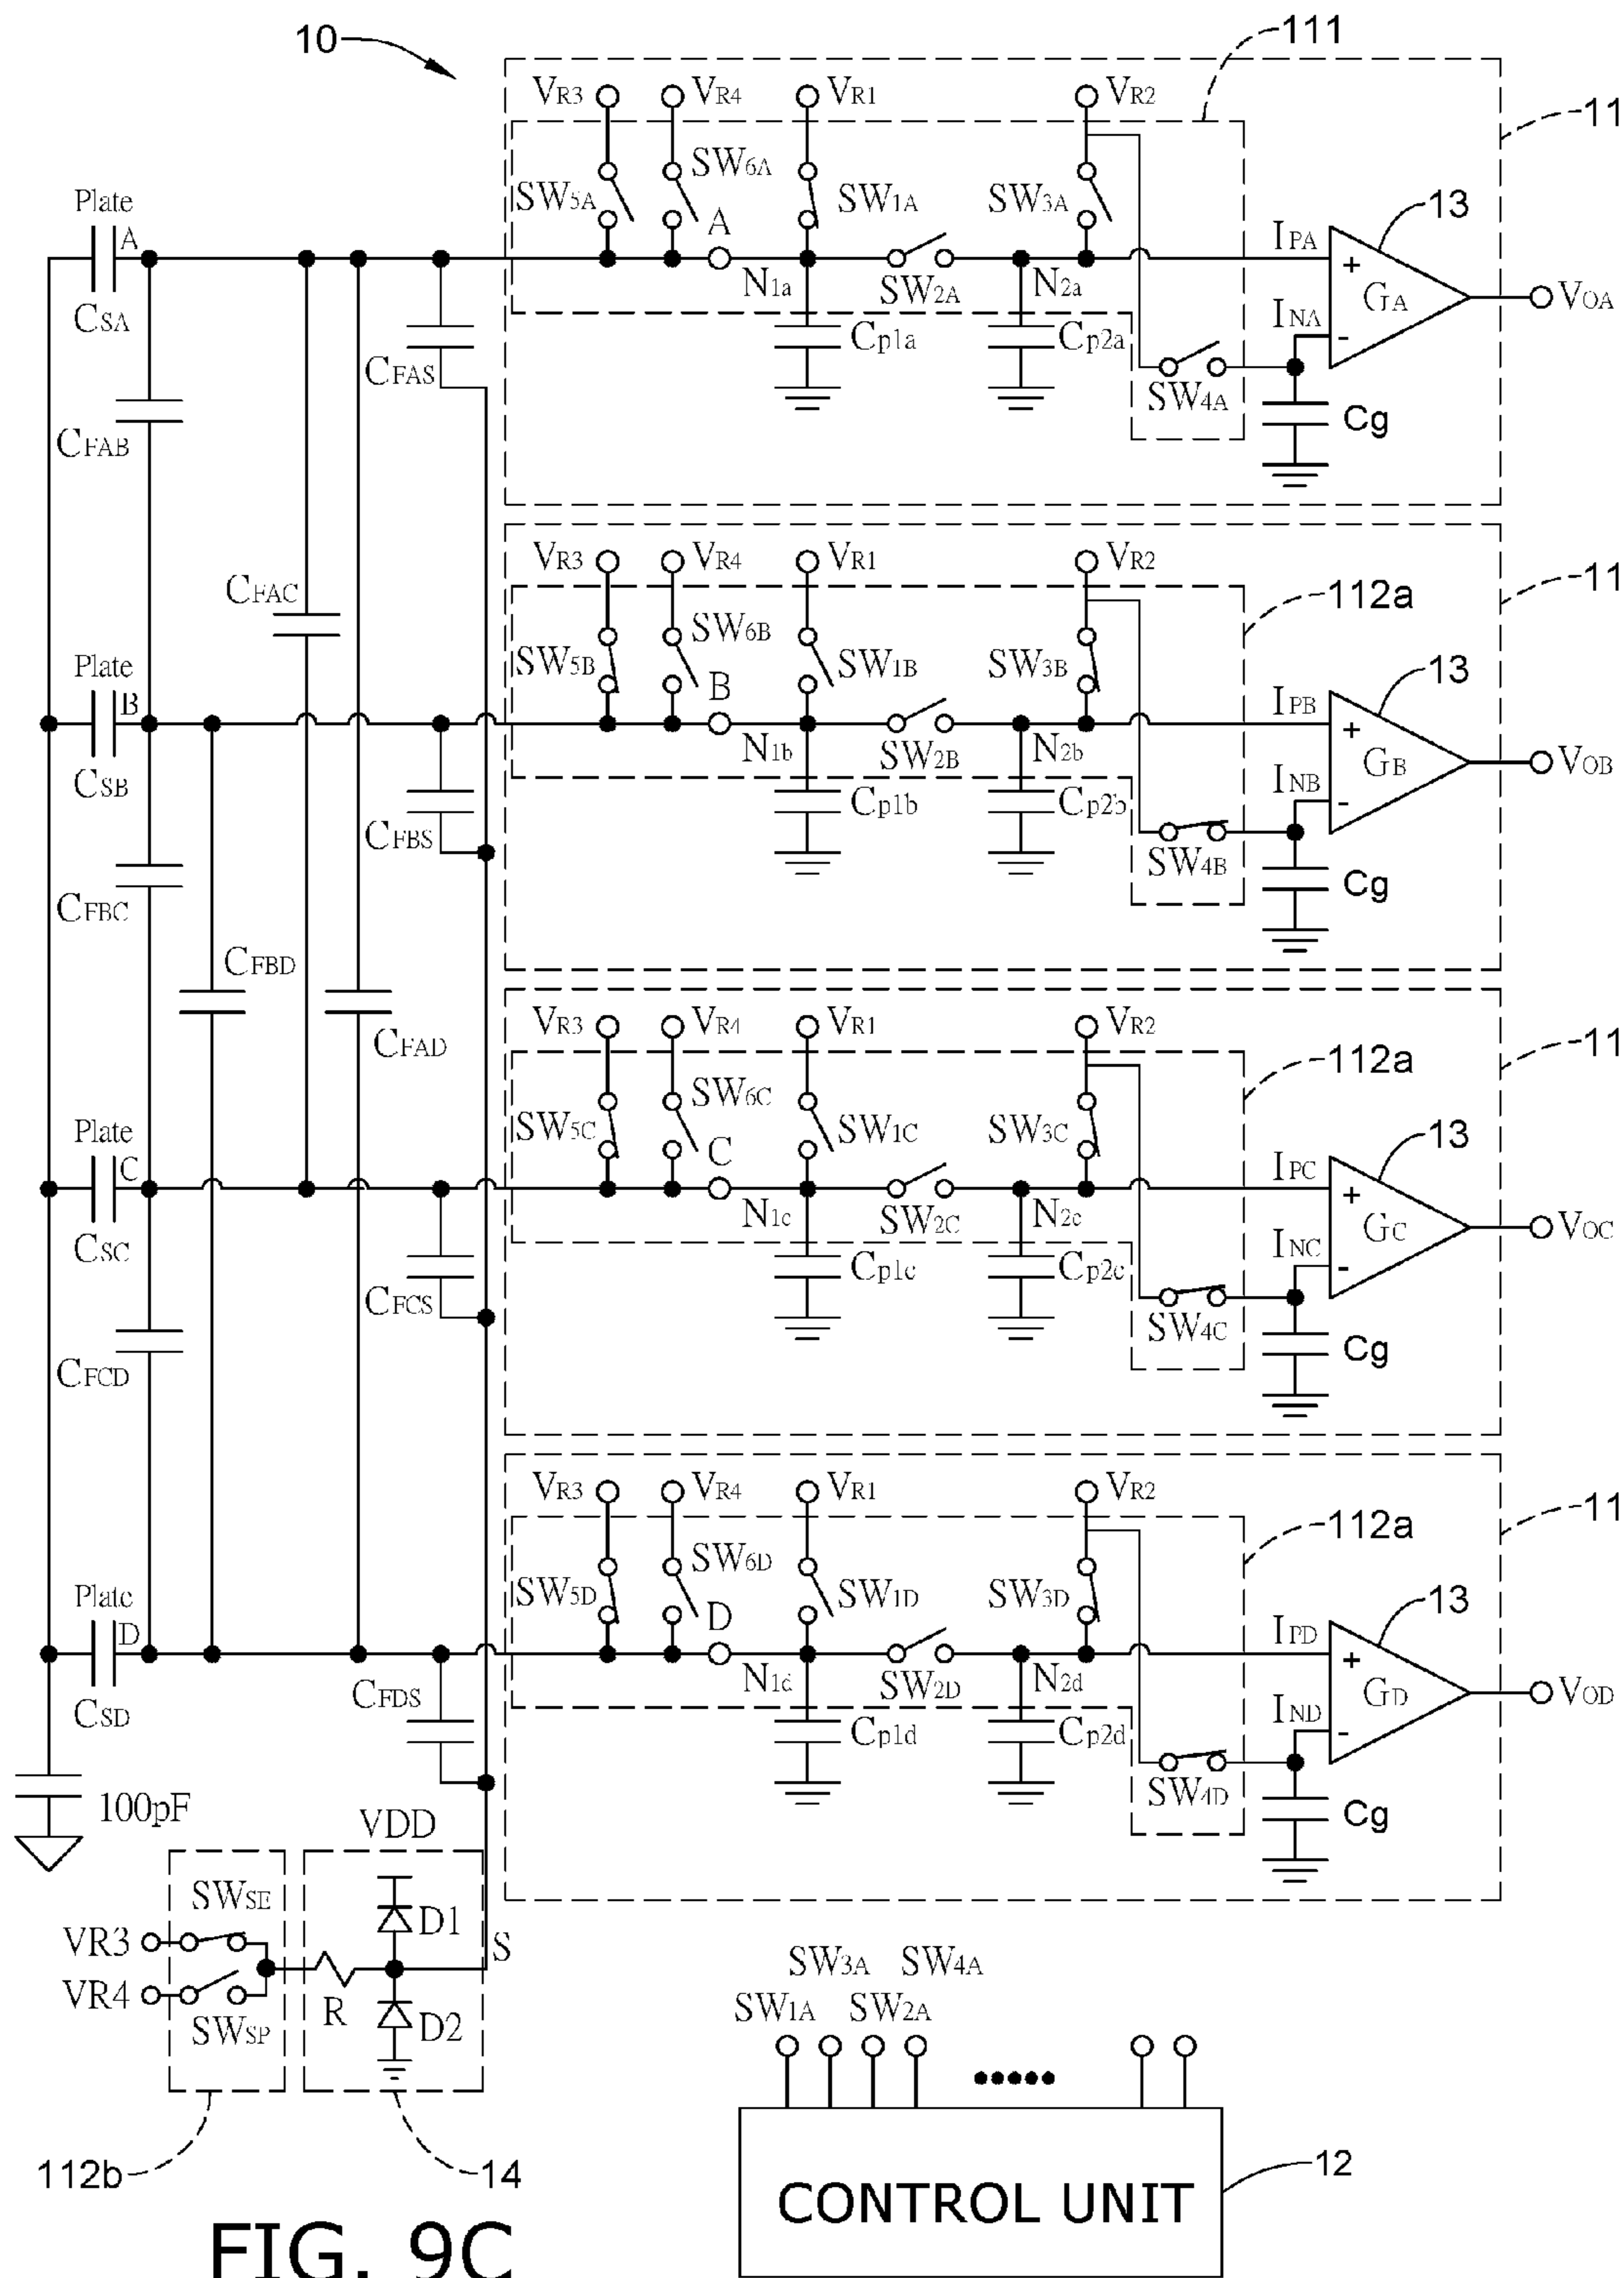 10
111
VR3 VR4 VR1 VR2
11
SW6A
SW5A SW1A SW3A
Plate
A
A
IPA
13
+
GA
-
VOA
N1a SW2A N2a
INA
CSA
CFAS
Cp1a Cp2a
SW4A
Cg
CFAB
VR3 VR4 VR1 VR2
11
112a
CFAC
SW6B
SW5B SW1B SW3B
Plate
B
B
IPB
13
+
GB
-
VOB
N1b SW2B N2b
INB
CSB
CFBS
Cp1b Cp2b
SW4B
Cg
CFBC
CFBD
VR3 VR4 VR1 VR2
11
CFAD
112a
SW6C
SW5C SW1C SW3C
Plate
C
C
IPC
13
+
GC
-
VOC
N1c SW2C N2c
INC
CSC
CFCS
Cp1c Cp2c
SW4C
Cg
CFCD
VR3 VR4 VR1 VR2
11
112a
SW6D
SW5D SW1D SW3D
Plate
D
D
IPD
13
+
GD
-
VOD
N1d SW2D N2d
IND
CSD
CFDS
Cp1d Cp2d
SW4D
Cg
100pF
VDD
SWSE
D1
VR3
S
VR4
R
SWSP
D2
112b
14
SW3A SW4A
SW1A SW2A
CONTROL UNIT
12
FIG. 9C